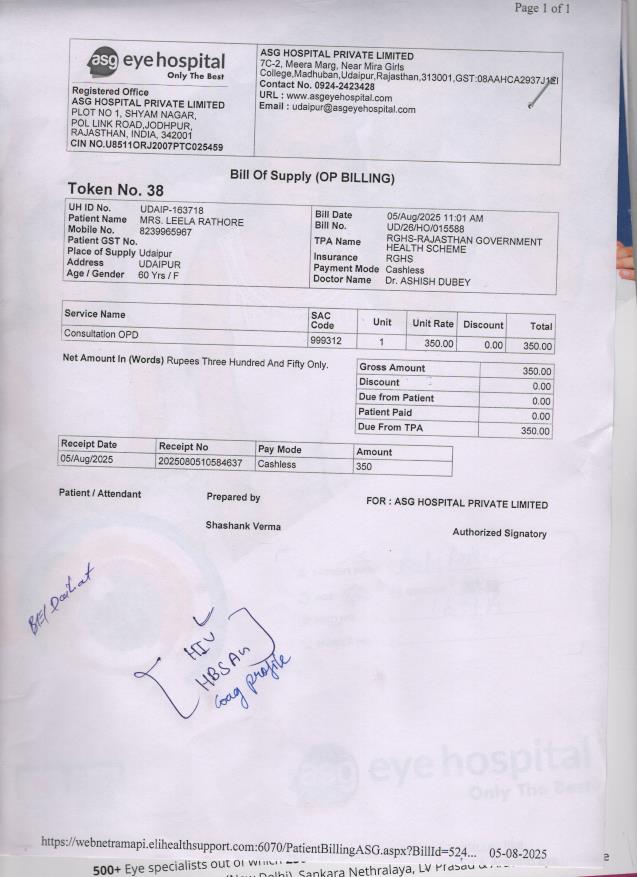 Page 1 of 1
asg eye hospital
Only The Best
Registered Office
ASG HOSPITAL PRIVATE LIMITED
PLOT NO 1, SHYAM NAGAR,
POL LINK ROAD,JODHPUR,
RAJASTHAN, INDIA, 342001
CIN NO.U8511ORJ2007PTC025459
ASG HOSPITAL PRIVATE LIMITED
7C-2, Meera Marg, Near Mira Girls
College,Madhuban,Udaipur,Rajasthan,313001,GST:08AAHCA2937J1EI
Contact No. 0924-2423428
URL : www.asgeyehospital.com
Email : udaipur@asgeyehospital.com
Bill Of Supply (OP BILLING)
Token No. 38
UH ID No. UDAIP-163718
Patient Name MRS. LEELA RATHORE
Mobile No. 8239965967
Patient GST No.
Place of Supply Udaipur
Address UDAIPUR
Age / Gender 60 Yrs / F
Bill Date 05/Aug/2025 11:01 AM
Bill No. UD/26/HO/015588
TPA Name RGHS-RAJASTHAN GOVERNMENT
HEALTH SCHEME
Insurance RGHS
Payment Mode Cashless
Doctor Name Dr. ASHISH DUBEY
Service Name SAC Code Unit Unit Rate Discount Total
Consultation OPD 999312 1 350.00 0.00 350.00
Net Amount In (Words) Rupees Three Hundred And Fifty Only.
Gross Amount 350.00
Discount 0.00
Due from Patient 0.00
Patient Paid 0.00
Due From TPA 350.00
Receipt Date Receipt No Pay Mode Amount
05/Aug/2025 2025080510584637 Cashless 350
Patient / Attendant Prepared by FOR : ASG HOSPITAL PRIVATE LIMITED
Shashank Verma Authorized Signatory
HIV
HBSAn
Coag profile
eye hospital
Only The Best
https://webnetramapi.elihealthsupport.com:6070/PatientBillingASG.aspx?BillId=524... 05-08-2025
500+ Eye specialists out of which
(New Delhi), Sankara Nethralaya, LV Prasad